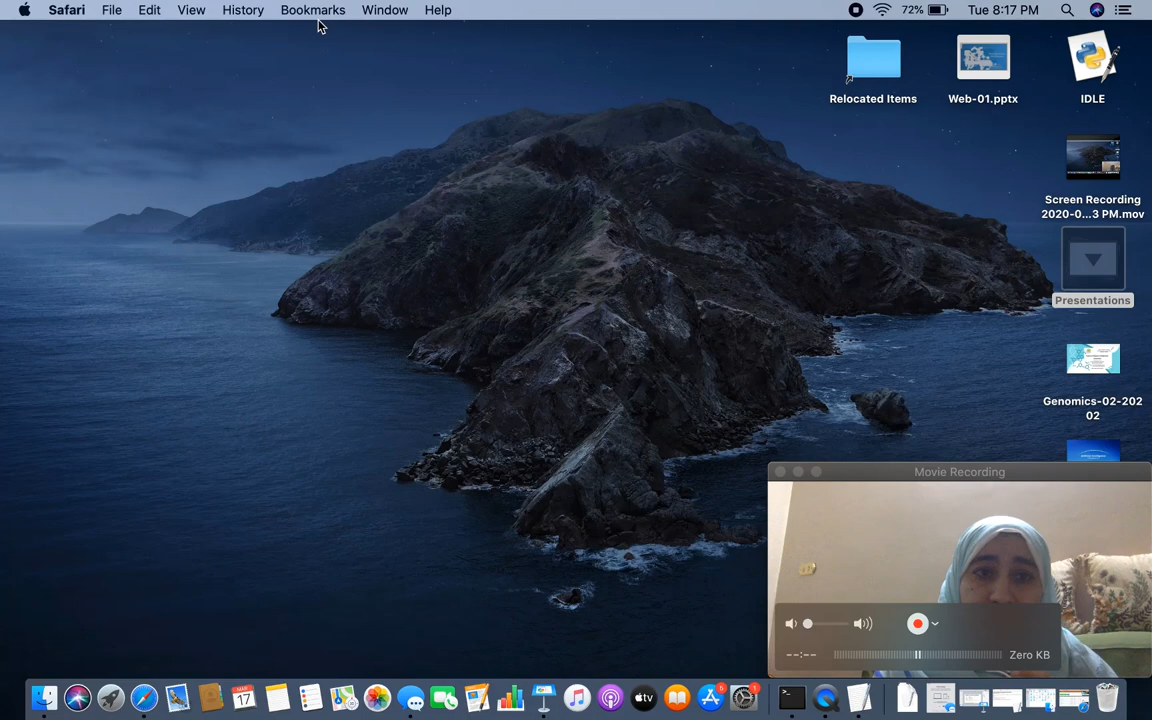 Safari File Edit View History Bookmarks Window Help 72% Tue 8:17 PM
Relocated Items Web-01.pptx IDLE
Screen Recording
2020-0...3 PM.mov
Presentations
Genomics-02-202
02
Movie Recording
--:-- Zero KB